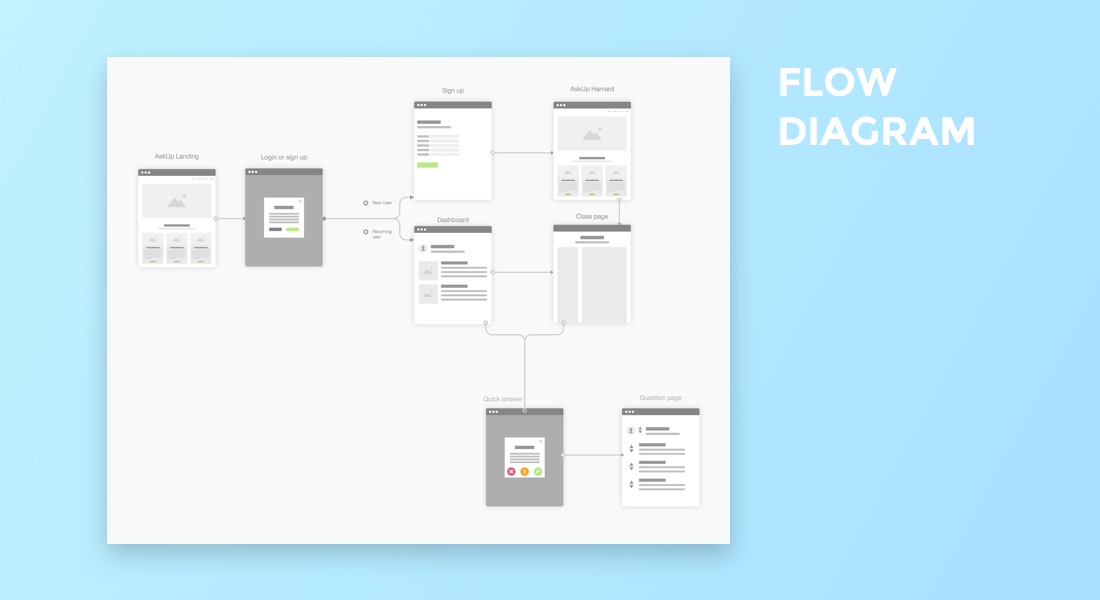 FLOW
DIAGRAM
Sign up
AskUp Harvard
AskUp Landing
Login or sign up
New User
Returning
user
Dashboard
Class page
Quick answer
Question page